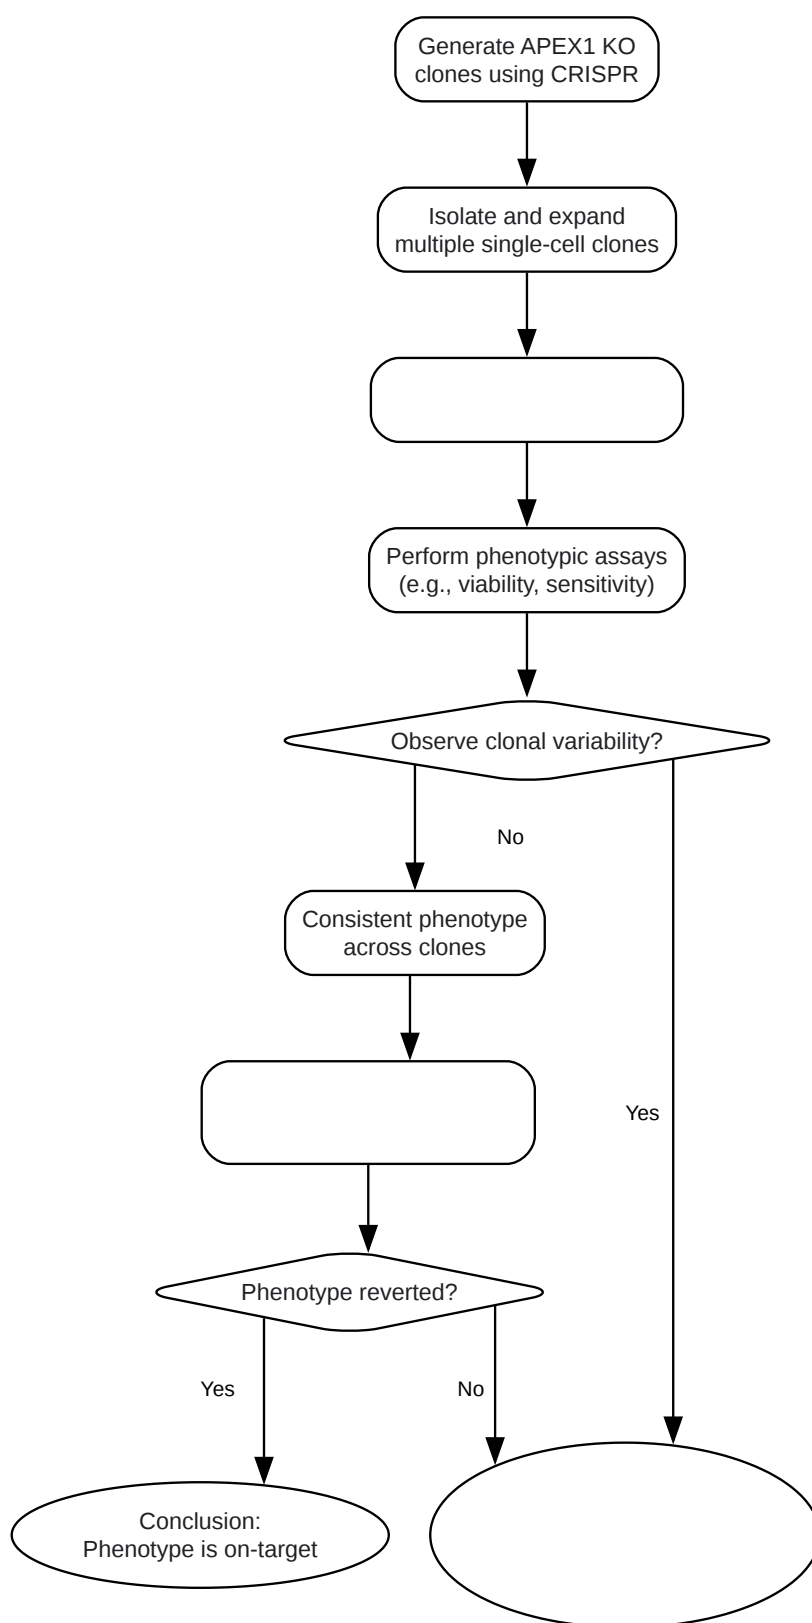 Generate APEX1 KO
clones using CRISPR
Isolate and expand
multiple single-cell clones
Perform phenotypic assays
(e.g., viability, sensitivity)
Observe clonal variability?
No
Consistent phenotype
across clones
Yes
Phenotype reverted?
Yes
No
Conclusion:
Phenotype is on-target